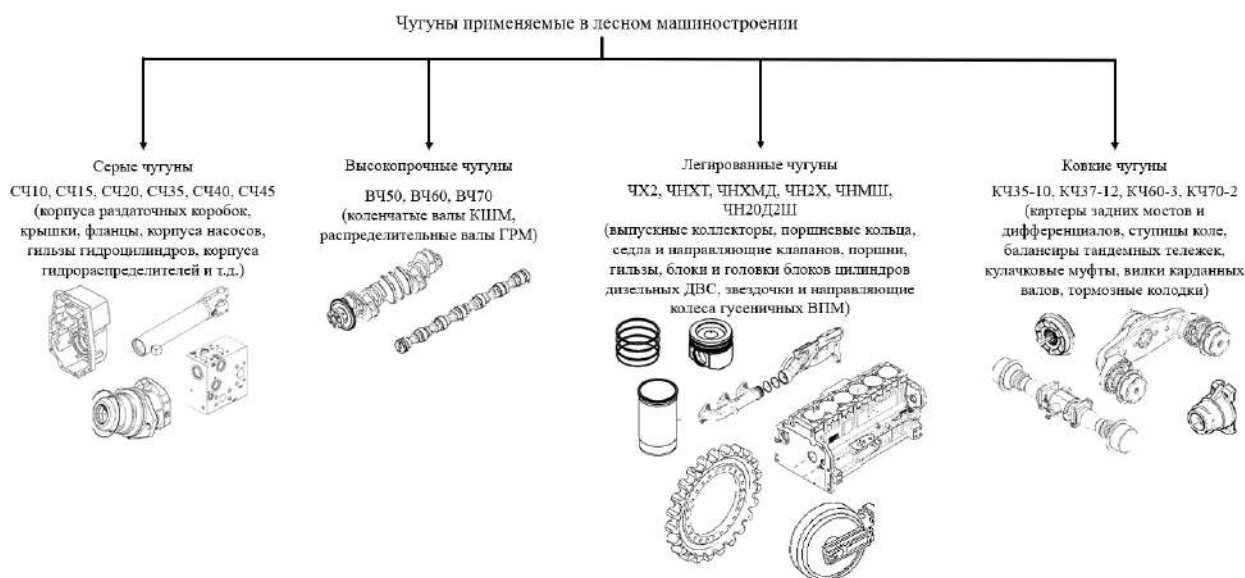 Чугуны применяемые в лесном машиностроении
Серые чугуны
СЧ10, СЧ15, СЧ20, СЧ35, СЧ40, СЧ45
(корпуса раздаточных коробок,
крышки, фланцы, корпуса насосов,
гильзы гидроцилиндров, корпуса
гидрораспределителей и т.д.)
Высокопрочные чугуны
ВЧ50, ВЧ60, ВЧ70
(коленчатые валы КШМ,
распределительные валы ГРМ)
Легированные чугуны
ЧХ2, ЧНХТ, ЧНХМД, ЧН2Х, ЧНМШ,
ЧН20Д2Ш
(выпускные коллекторы, поршневые кольца,
седла и направляющие клапанов, поршни,
гильзы, блоки и головки блоков цилиндров
дизельных ДВС, звездочки и направляющие
колеса гусеничных ВПМ)
Ковкие чугуны
КЧ35-10, КЧ37-12, КЧ60-3, КЧ70-2
(картеры задних мостов и
дифференциалов, ступицы коле,
балансиры тандемных тележек,
кулачковые муфты, вилки карданных
валов, тормозные колодки)